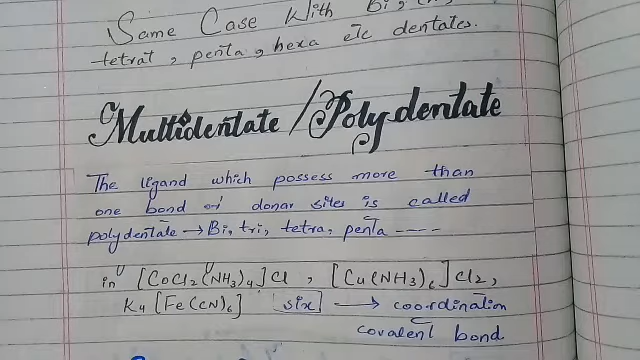 Same Case With Bi,
tetrat, penta, hexa etc dentates.
Multidentate / Polydentate
The ligand which possess more than
one bond or donar sites is called
polydentate → Bi, tri, tetra, penta ----
in [CoCl2(NH3)4]Cl, [Cu(NH3)6]Cl2,
K4[Fe(CN)6] [six] → coordination
covalent bond.